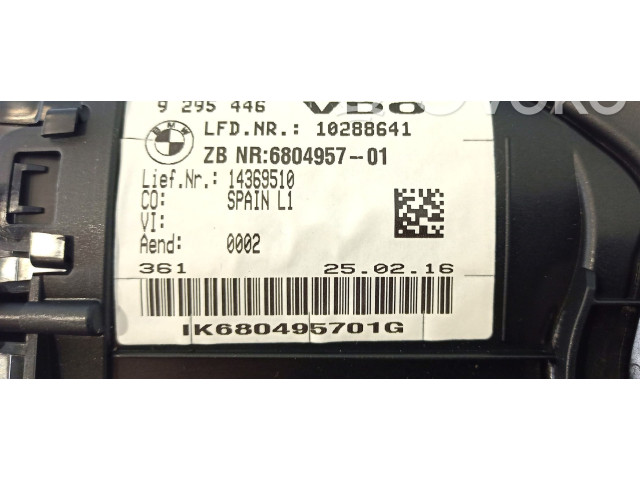 9 295 446 VDO
BMW
LFD.NR.: 10288641
ZB NR:6804957-01
Lief.Nr.: 14369510
CO: SPAIN L1
VI:
Aend: 0002
361 25.02.16
IK680495701G